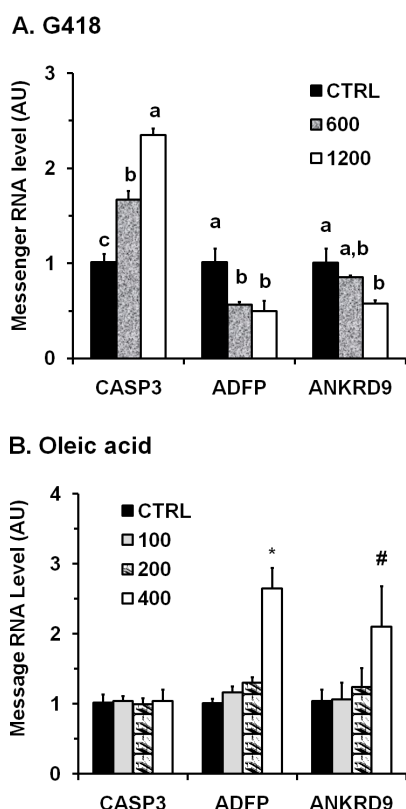 A. G418
Messenger RNA level (AU)
3
2
1
0
CTRL
600
1200
c
b
a
a
b
b
a
a,b
b
CASP3 ADFP ANKRD9
B. Oleic acid
Message RNA Level (AU)
4
3
2
1
0
CTRL
100
200
400
*
#
CASP3 ADFP ANKRD9